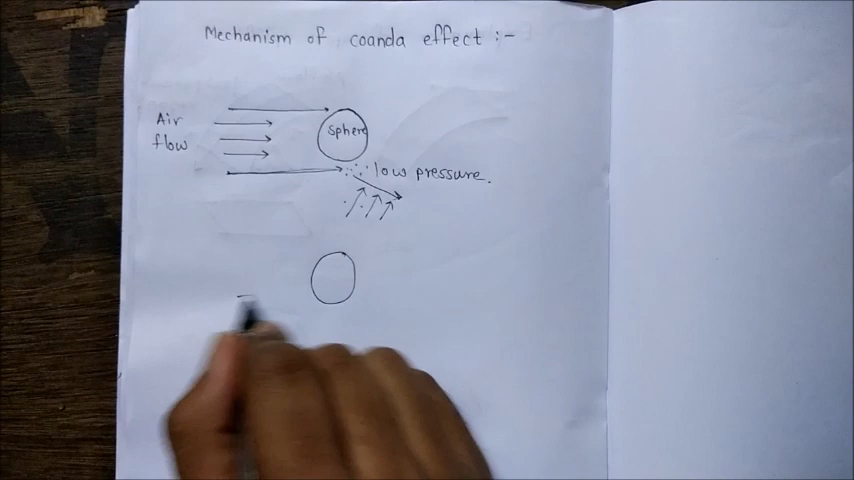 Mechanism of coanda effect :-
Air
flow
sphere
low pressure.